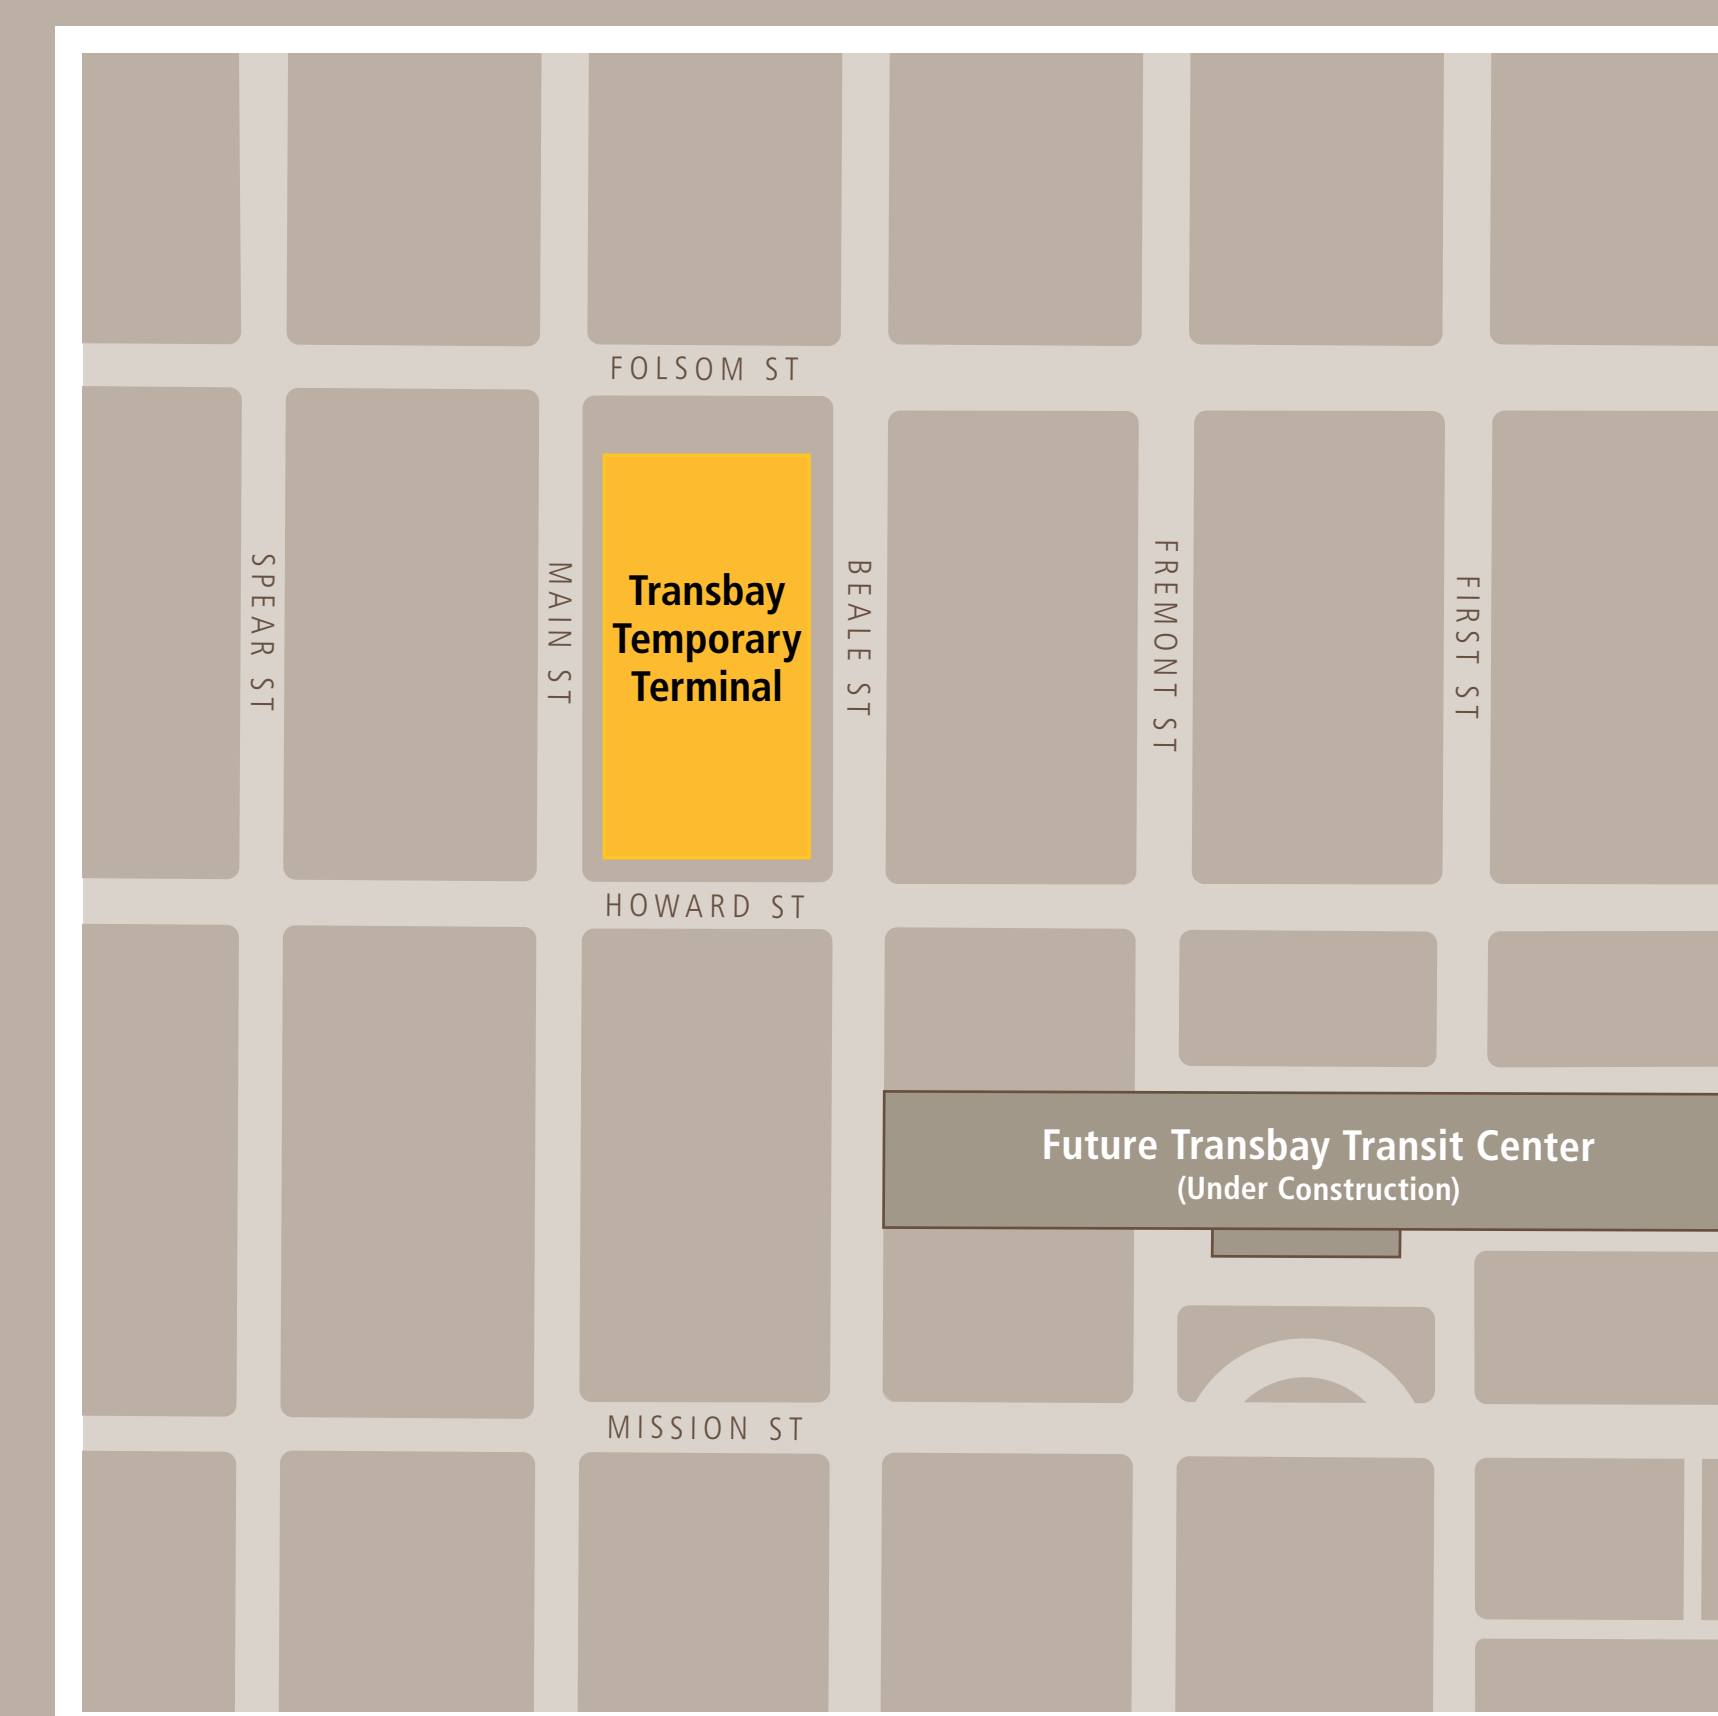 FOLSOM ST
SPEAR ST
MAIN ST
Transbay
Temporary
Terminal
BEALE ST
FREMONT ST
FIRST ST
HOWARD ST
Future Transbay Transit Center
(Under Construction)
MISSION ST